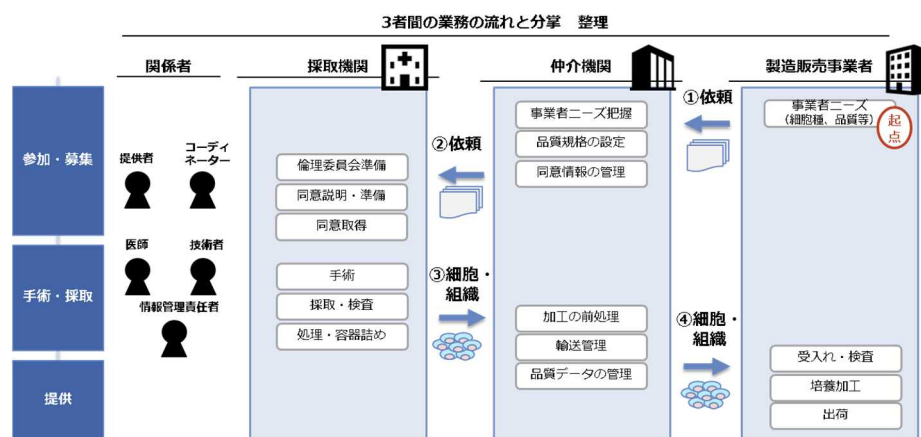 3者間の業務の流れと分掌　整理
関係者
採取機関
仲介機関
製造販売事業者
参加・募集
手術・採取
提供
提供者
コーディ
ネーター
医師
技術者
情報管理責任者
倫理委員会準備
同意説明・準備
同意取得
手術
採取・検査
処理・容器詰め
②依頼
③細胞・
組織
事業者ニーズ把握
品質規格の設定
同意情報の管理
加工の前処理
輸送管理
品質データの管理
①依頼
④細胞・
組織
事業者ニーズ
（細胞種、品質等）
起
点
受入れ・検査
培養加工
出荷